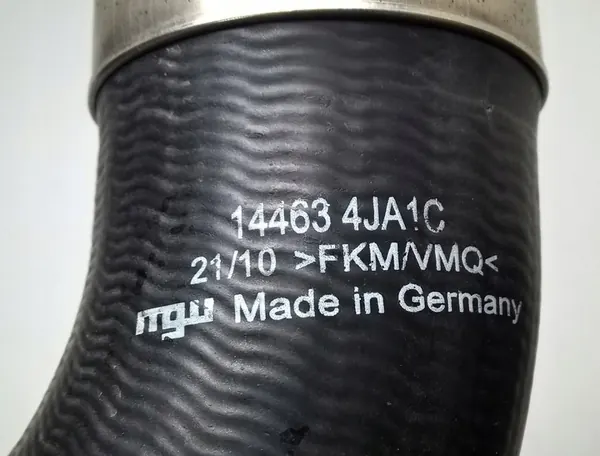 14463 4JA1C
21/10 >FKM/VMQ<
mgu Made in Germany